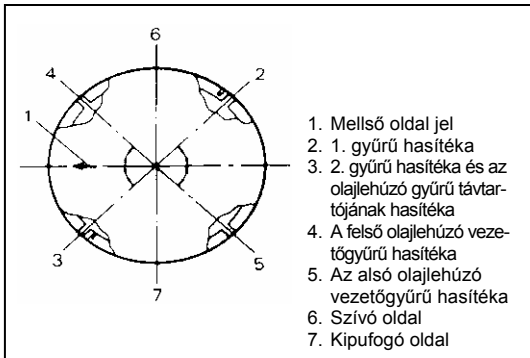 6
4
2
1
3
5
7
1. Mellső oldal jel
2. 1. gyűrű hasítéka
3. 2. gyűrű hasítéka és az
olajlehúzó gyűrű távtar-
tójának hasítéka
4. A felső olajlehúzó veze-
tőgyűrű hasítéka
5. Az alsó olajlehúzó
vezetőgyűrű hasítéka
6. Szívó oldal
7. Kipufogó oldal